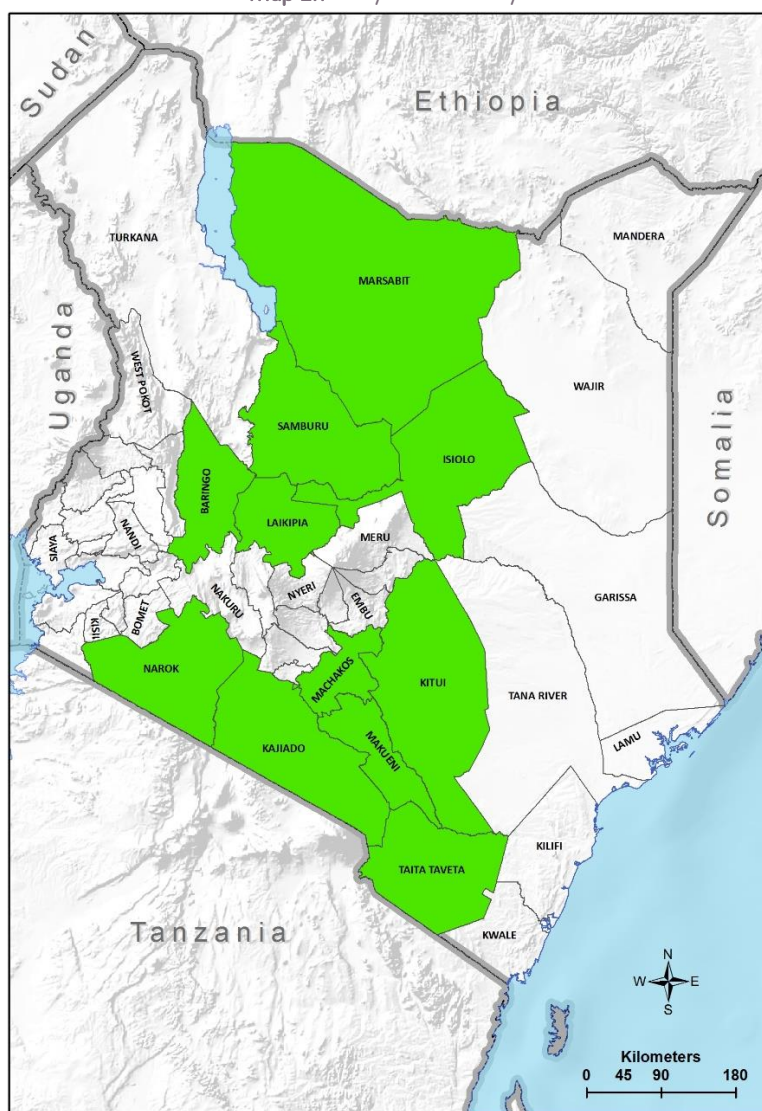 Sudan
Ethiopia
MANDERA
TURKANA
MARSABIT
Uganda
WEST POKOT
WAJIR
Somalia
SAMBURU
ISIOLO
BARINGO
LAIKIPIA
MERU
NANDI
SIAYA
NYERI
EMBU
NAKURU
GARISSA
BOMET
KISII
NAROK
MACHAKOS
KITUI
TANA RIVER
KAJIADO
MAKUENI
LAMU
KILIFI
TAITA TAVETA
Tanzania
KWALE
N
W E
S
Kilometers
0 45 90 180